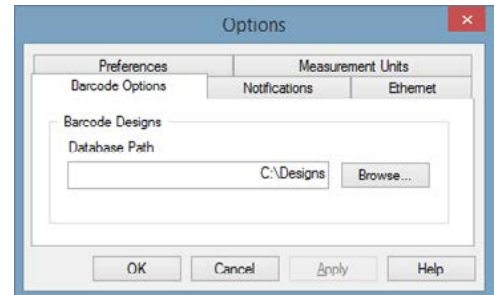 Options
Preferences Measurement Units
Barcode Options Notifications Ethernet
Barcode Designs
Database Path
C:\Designs Browse...
OK Cancel Apply Help